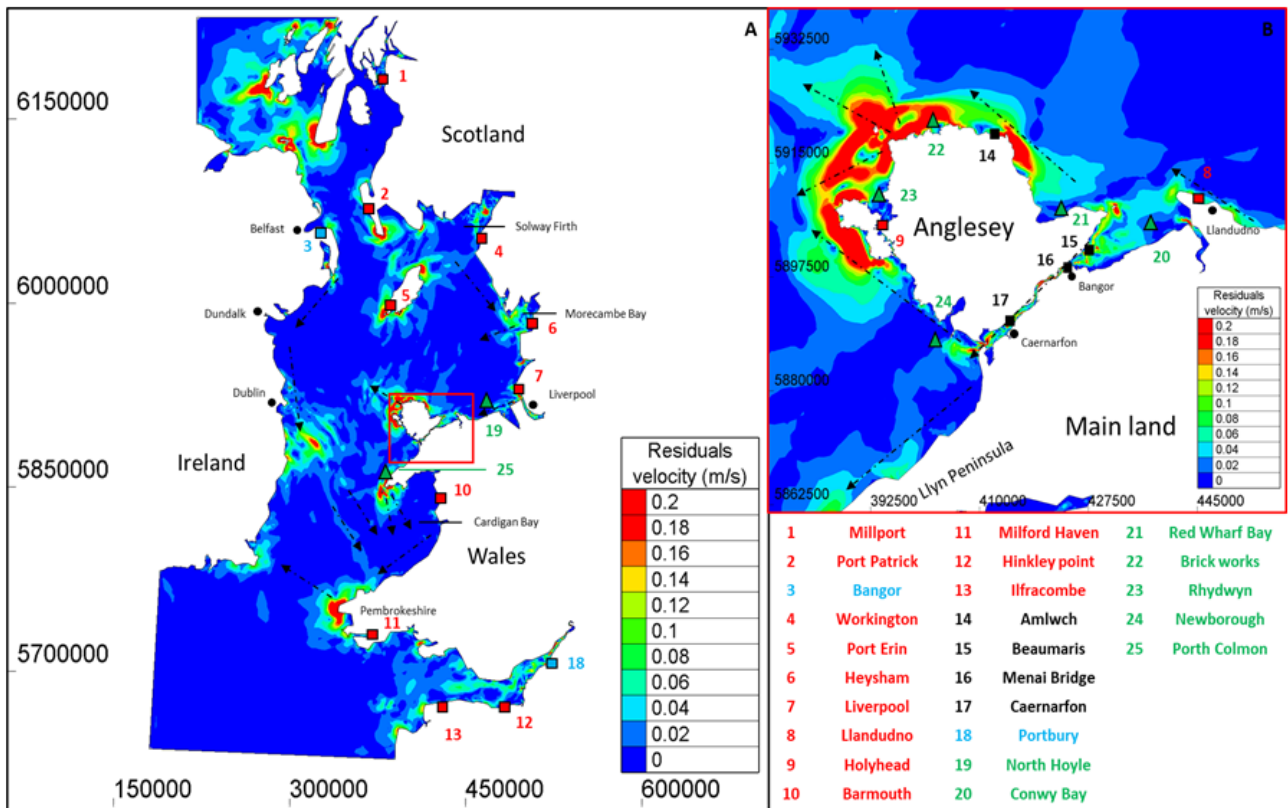 A
1
6150000
Scotland
2
Belfast
3
Solway Firth
4
6000000
5
Dundalk
Morecambe Bay
6
7
Dublin
Liverpool
19
Ireland
25
58500000
10
Cardigan Bay
Wales
Pembrokeshire
11
18
5700000
13
12
150000 300000 450000 600000
Residuals
velocity (m/s)
0.2
0.18
0.16
0.14
0.12
0.1
0.08
0.06
0.04
0.02
0
B
5932500
5915000
22
14
8
23
Llandudno
9
Anglesey
21
20
5897500
15
16
Bangor
24
17
Caernarfon
5880000
Main land
Llyn Peninsula
5862500
392500 410000 427500 445000
Residuals
velocity (m/s)
0.2
0.18
0.16
0.14
0.12
0.1
0.08
0.06
0.04
0.02
0
1 Millport 11 Milford Haven 21 Red Wharf Bay
2 Port Patrick 12 Hinkley point 22 Brick works
3 Bangor 13 Ilfracombe 23 Rhydwyn
4 Workington 14 Amlwch 24 Newborough
5 Port Erin 15 Beaumaris 25 Porth Colmon
6 Heysham 16 Menai Bridge
7 Liverpool 17 Caernarfon
8 Llandudno 18 Portbury
9 Holyhead 19 North Hoyle
10 Barmouth 20 Conwy Bay